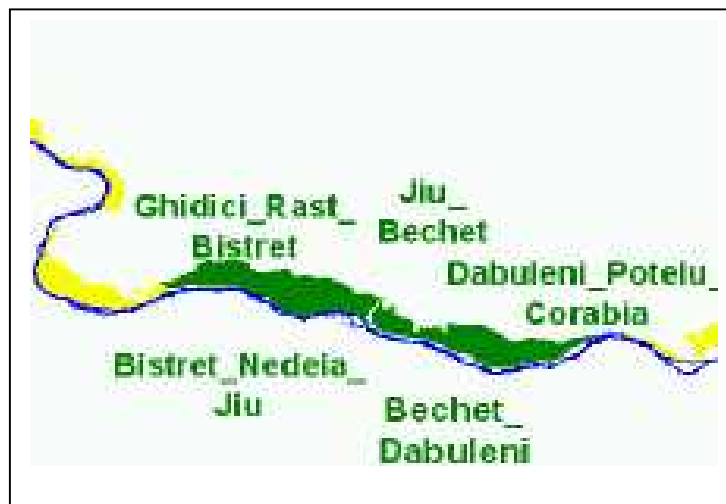 Ghidici_Rast_
Bistret
Jiu_
Bechet
Dabuleni_Potelu_
Corabia
Bistret_Nedeia_
Jiu
Bechet_
Dabuleni